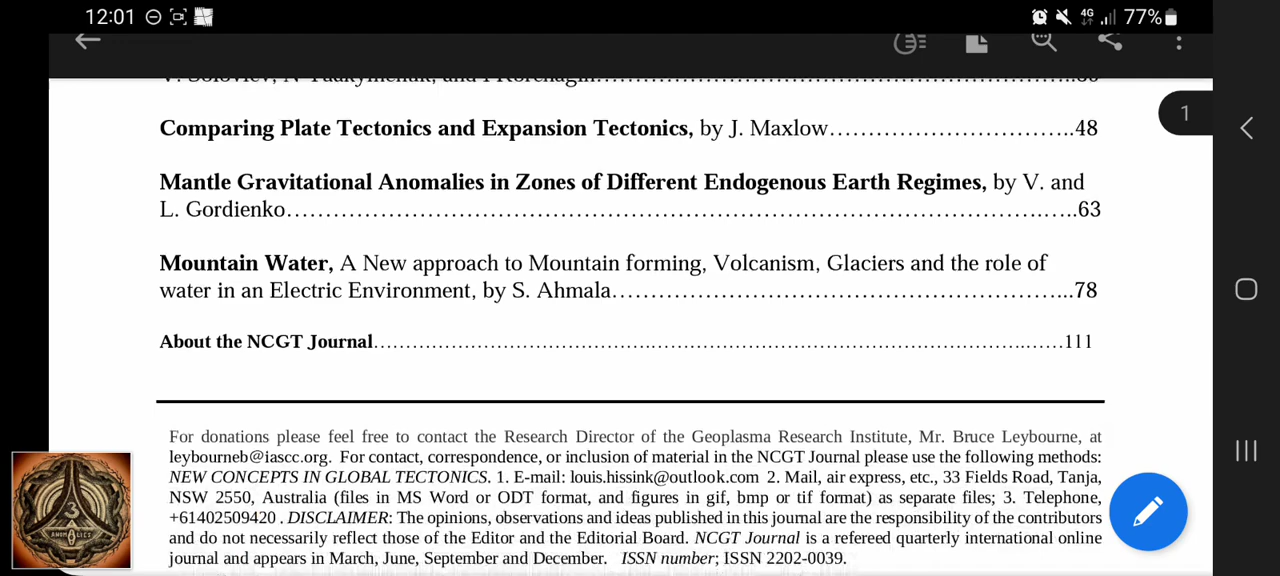 12:01
4G
77%
Comparing Plate Tectonics and Expansion Tectonics, by J. Maxlow…………………………..48
1
Mantle Gravitational Anomalies in Zones of Different Endogenous Earth Regimes, by V. and
L. Gordienko…………………………………………………………………………….…..63
Mountain Water, A New approach to Mountain forming, Volcanism, Glaciers and the role of
water in an Electric Environment, by S. Ahmala…………………………………………...78
About the NCGT Journal……………………………………………………………………………….……111
For donations please feel free to contact the Research Director of the Geoplasma Research Institute, Mr. Bruce Leybourne, at
leybourneb@iascc.org. For contact, correspondence, or inclusion of material in the NCGT Journal please use the following methods:
NEW CONCEPTS IN GLOBAL TECTONICS. 1. E-mail: louis.hissink@outlook.com 2. Mail, air express, etc., 33 Fields Road, Tanja,
NSW 2550, Australia (files in MS Word or ODT format, and figures in gif, bmp or tif format) as separate files; 3. Telephone,
+61402509420 . DISCLAIMER: The opinions, observations and ideas published in this journal are the responsibility of the contributors
and do not necessarily reflect those of the Editor and the Editorial Board. NCGT Journal is a refereed quarterly international online
journal and appears in March, June, September and December. ISSN number; ISSN 2202-0039.
3